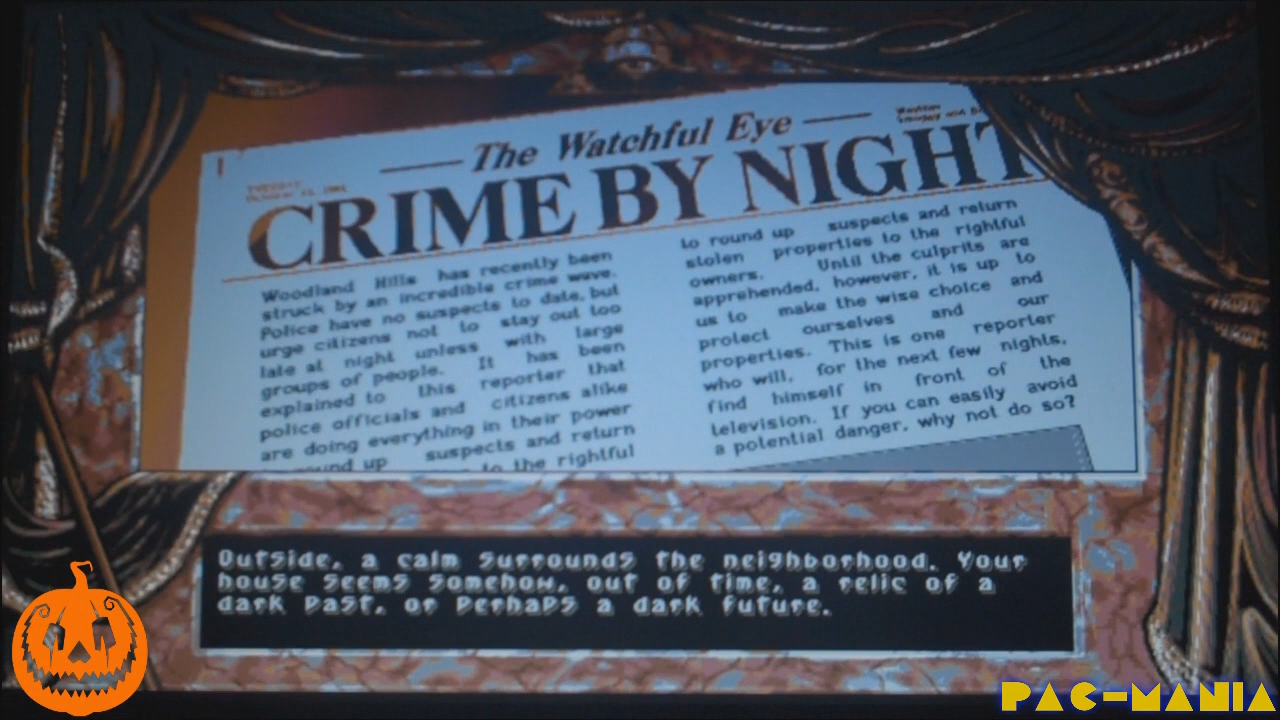 The Watchful Eye
CRIME BY NIGHT
Woodland Hills has recently been
struck by an incredible crime wave.
Police have no suspects to date, but
urge citizens not to stay out too
late at night unless with large
groups of people. It has been
explained to this reporter that
police officials and citizens alike
are doing everything in their power
round up suspects and return
to the rightful
to round up suspects and return
stolen properties to the rightful
owners. Until the culprits are
apprehended, however, it is up to
us to make the wise choice and
protect ourselves and our
properties. This is one reporter
who will, for the next few nights,
find himself in front of the
television. If you can easily avoid
a potential danger, why not do so?
Outside, a calm surrounds the neighborhood. Your
house seems somehow, out of time, a relic of a
dark past, or perhaps a dark future.
PAC-MANIA